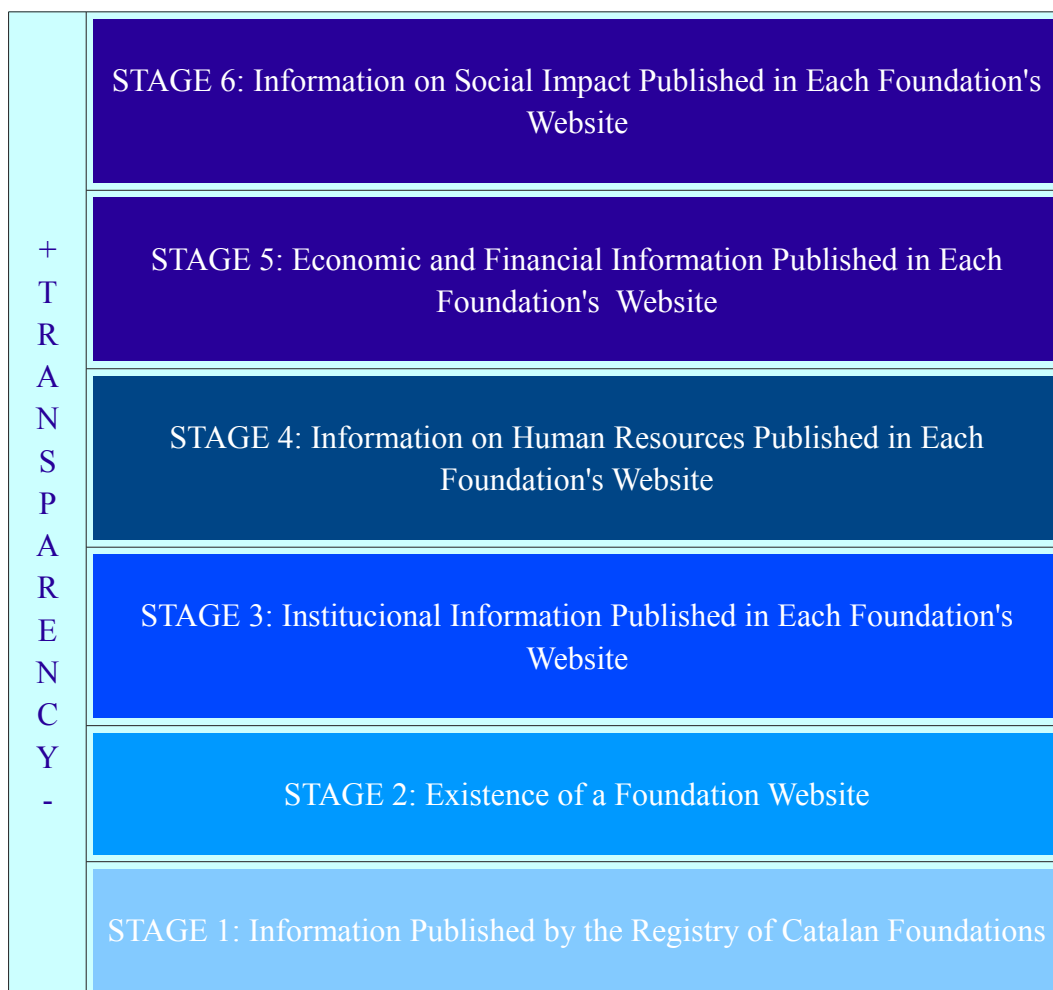 +
T
R
A
N
S
P
A
R
E
N
C
Y
-
STAGE 6: Information on Social Impact Published in Each Foundation's
Website
STAGE 5: Economic and Financial Information Published in Each
Foundation's  Website
STAGE 4: Information on Human Resources Published in Each
Foundation's Website
STAGE 3: Institucional Information Published in Each Foundation's
Website
STAGE 2: Existence of a Foundation Website
STAGE 1: Information Published by the Registry of Catalan Foundations